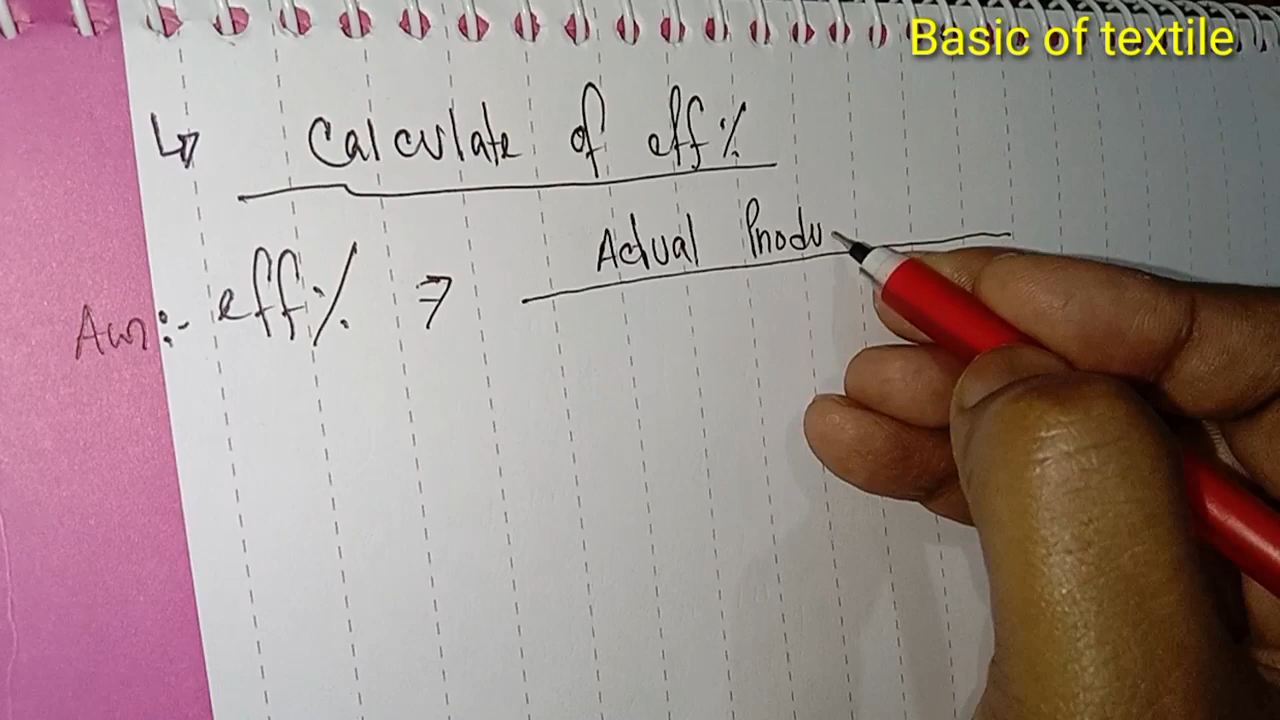 Basic of textile
↳ Calculate of eff%
Actual Produ
Ans:- eff% ⇒